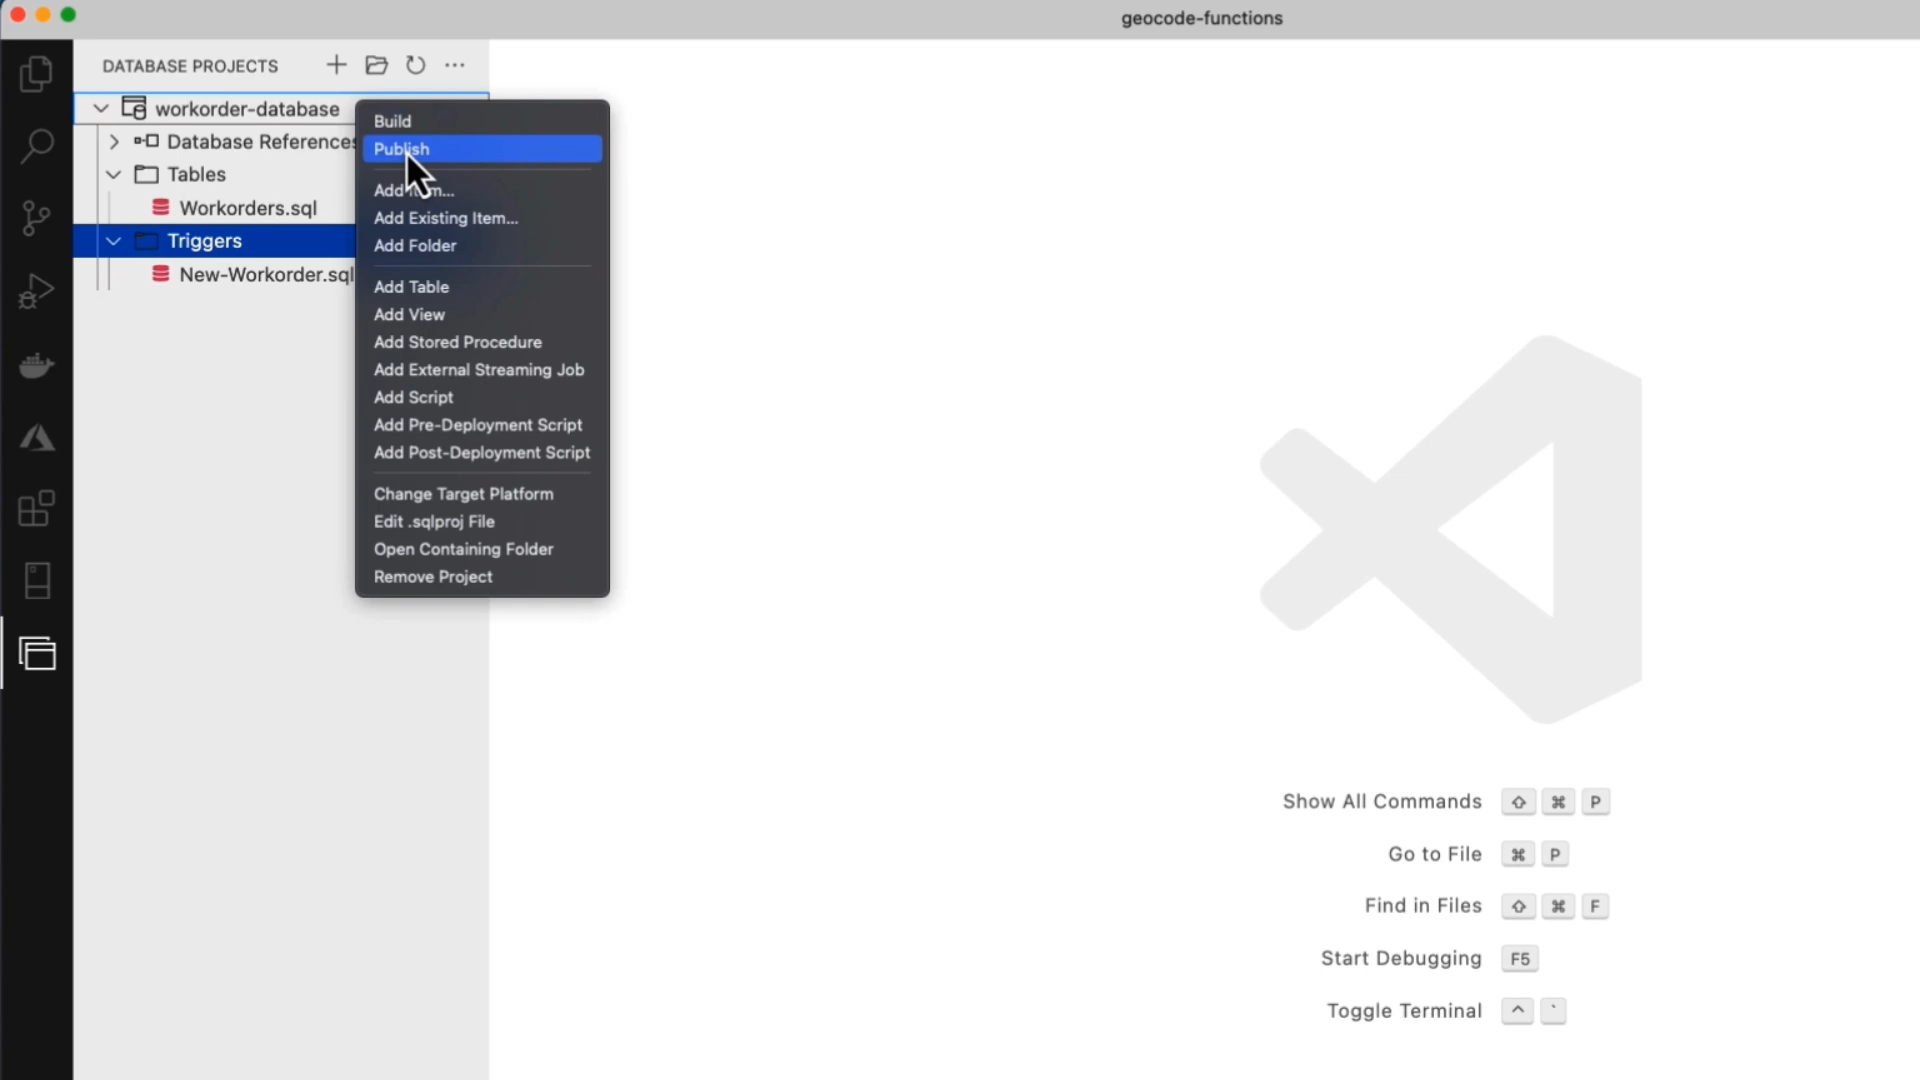 geocode-functions
DATABASE PROJECTS
workorder-database
Database References
Tables
Workorders.sql
Triggers
New-Workorder.sql
Build
Publish
Add Item...
Add Existing Item...
Add Folder
Add Table
Add View
Add Stored Procedure
Add External Streaming Job
Add Script
Add Pre-Deployment Script
Add Post-Deployment Script
Change Target Platform
Edit .sqlproj File
Open Containing Folder
Remove Project
Show All Commands ⇧ ⌘ P
Go to File ⌘ P
Find in Files ⇧ ⌘ F
Start Debugging F5
Toggle Terminal ^ `